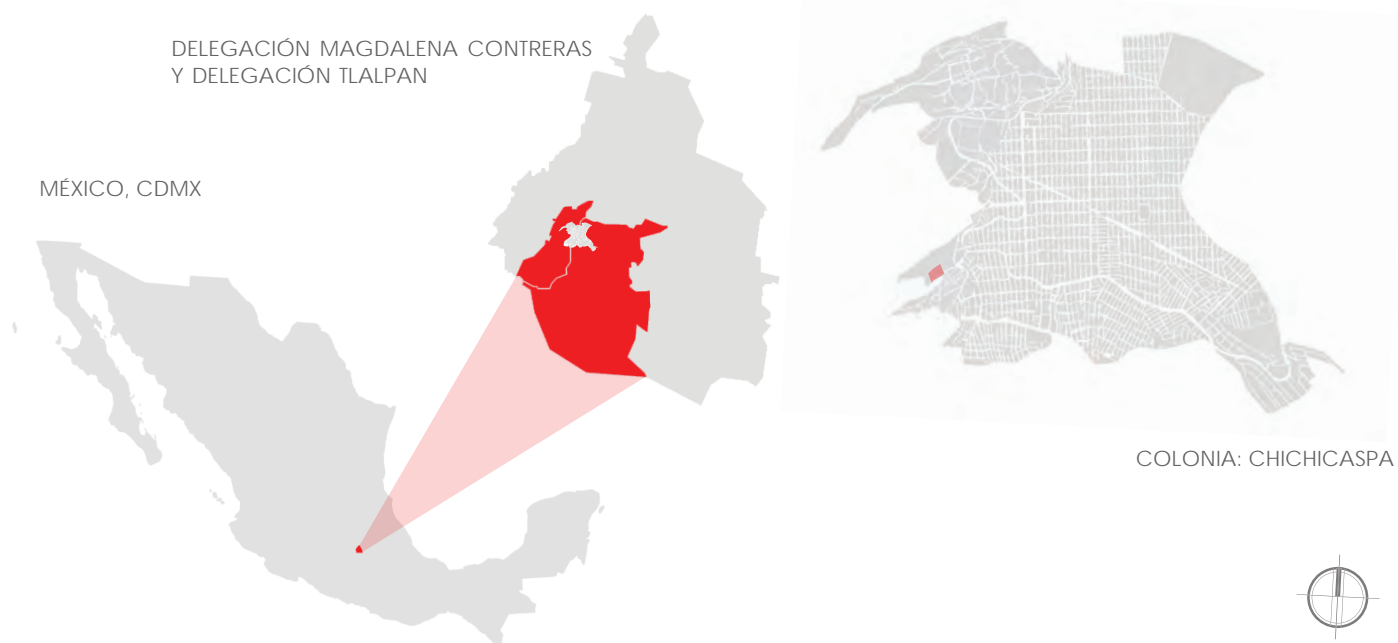 DELEGACIÓN MAGDALENA CONTRERAS
Y DELEGACIÓN TLALPAN
MÉXICO, CDMX
COLONIA: CHICHICASPA